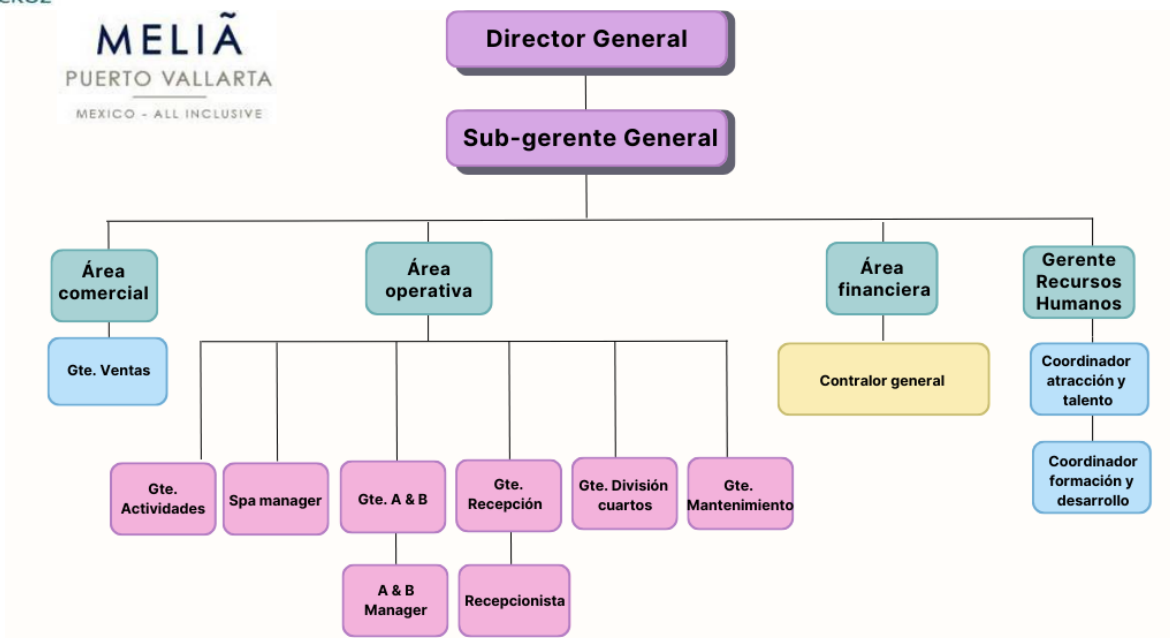 MELIÃ
PUERTO VALLARTA
MEXICO - ALL INCLUSIVE
Director General
Sub-gerente General
Área
comercial
Área
operativa
Área
financiera
Gerente
Recursos
Humanos
Gte. Ventas
Contralor general
Coordinador
atracción y
talento
Coordinador
formación y
desarrollo
Gte.
Actividades
Spa manager
Gte. A & B
Gte.
Recepción
Gte. División
cuartos
Gte.
Mantenimiento
A & B
Manager
Recepcionista